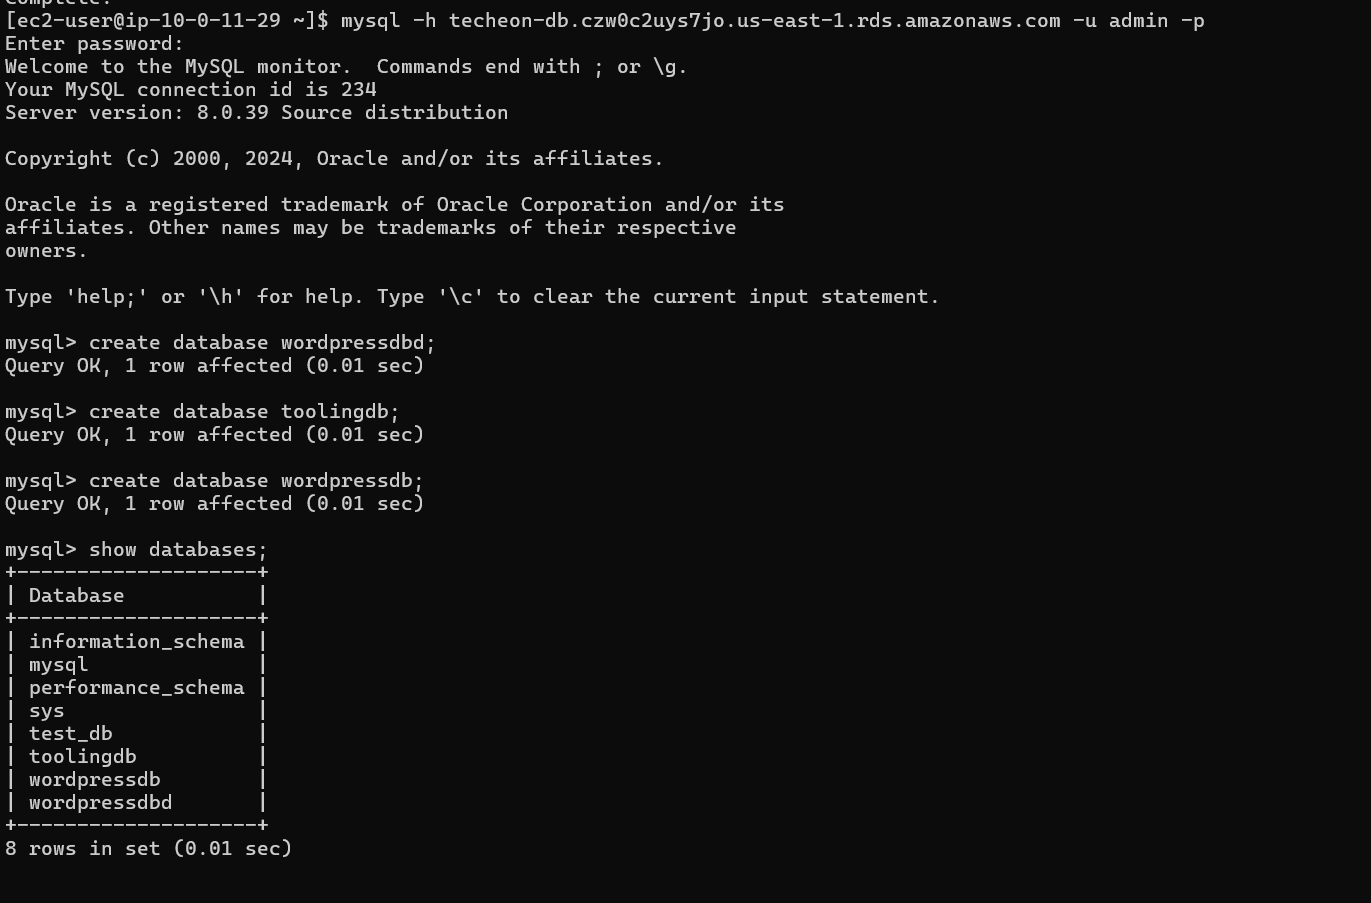 Complete!
[ec2-user@ip-10-0-11-29 ~]$ mysql -h techeon-db.czw0c2uys7jo.us-east-1.rds.amazonaws.com -u admin -p
Enter password:
Welcome to the MySQL monitor.  Commands end with ; or \g.
Your MySQL connection id is 234
Server version: 8.0.39 Source distribution

Copyright (c) 2000, 2024, Oracle and/or its affiliates.

Oracle is a registered trademark of Oracle Corporation and/or its
affiliates. Other names may be trademarks of their respective
owners.

Type 'help;' or '\h' for help. Type '\c' to clear the current input statement.

mysql> create database wordpressdbd;
Query OK, 1 row affected (0.01 sec)

mysql> create database toolingdb;
Query OK, 1 row affected (0.01 sec)

mysql> create database wordpressdb;
Query OK, 1 row affected (0.01 sec)

mysql> show databases;
+--------------------+
| Database           |
+--------------------+
| information_schema |
| mysql              |
| performance_schema |
| sys                |
| test_db            |
| toolingdb          |
| wordpressdb        |
| wordpressdbd       |
+--------------------+
8 rows in set (0.01 sec)